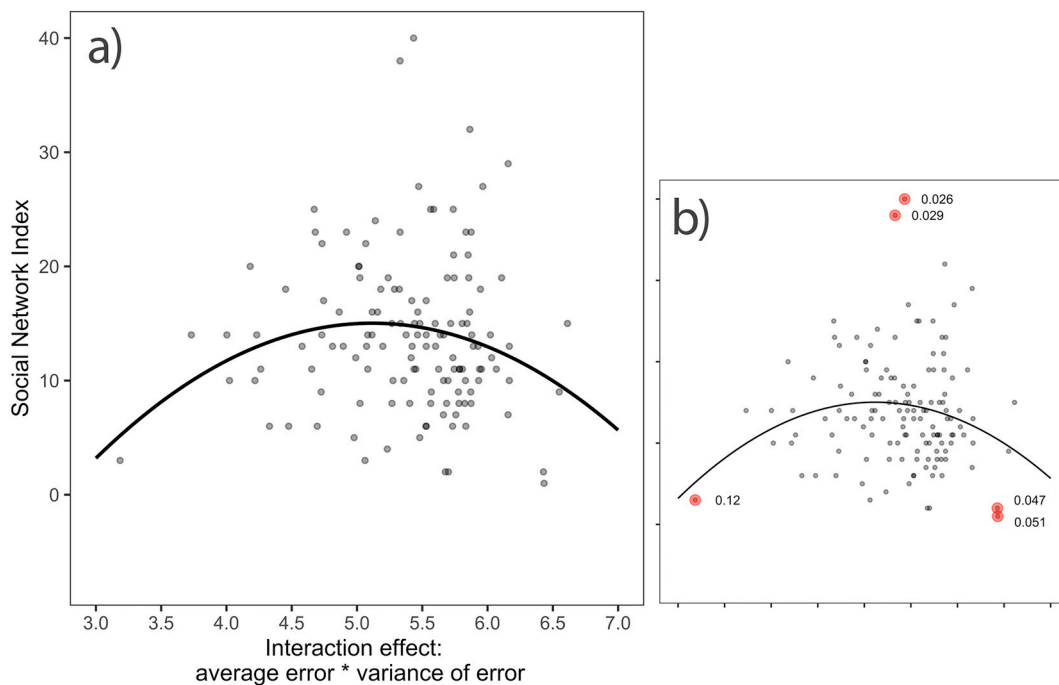 a)
40
30
20
10
0
Social Network Index
3.0 3.5 4.0 4.5 5.0 5.5 6.0 6.5 7.0
Interaction effect:
average error * variance of error
b)
0.026
0.029
0.12
0.047
0.051